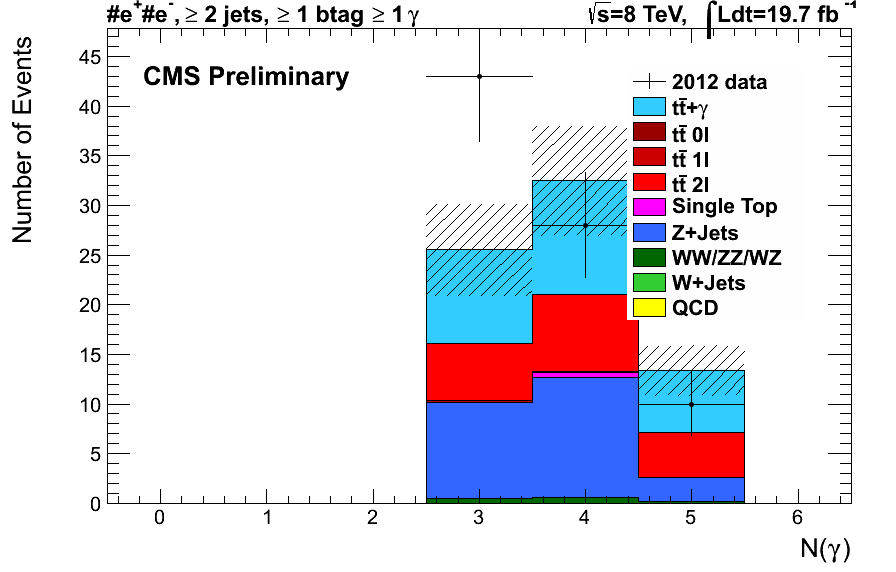 #e⁺#e⁻, ≥ 2 jets, ≥ 1 btag ≥ 1 γ
√s=8 TeV, ∫Ldt=19.7 fb⁻¹
CMS Preliminary
Number of Events
45
40
35
30
25
20
15
10
5
0
2012 data
tt̄+γ
tt̄ 0l
tt̄ 1l
tt̄ 2l
Single Top
Z+Jets
WW/ZZ/WZ
W+Jets
QCD
0 1 2 3 4 5 6
N(γ)